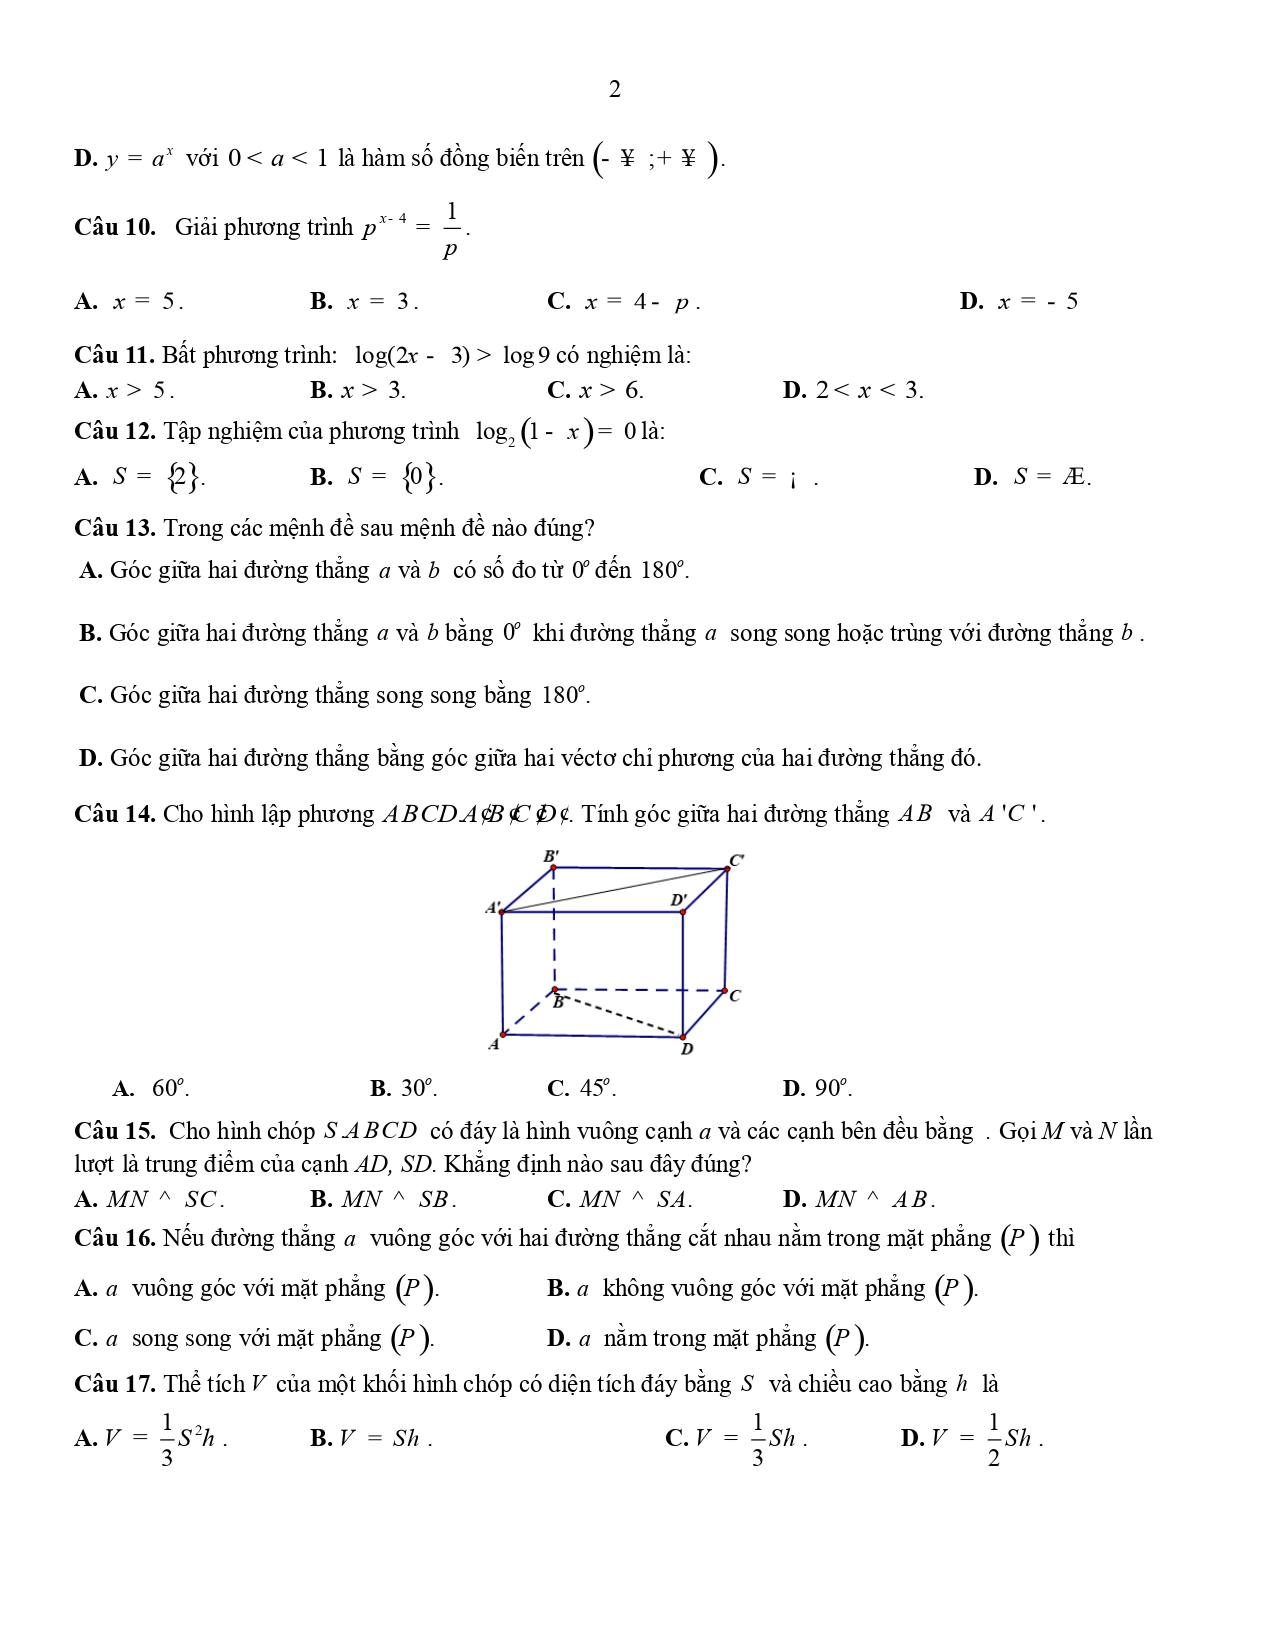 2
D. y = a^x với 0 < a < 1 là hàm số đồng biến trên (- ¥ ;+ ¥ ).
Câu 10. Giải phương trình p^{x- 4} = 1/p.
A. x = 5. B. x = 3. C. x = 4- p. D. x = - 5
Câu 11. Bất phương trình: log(2x - 3) > log 9 có nghiệm là:
A. x > 5. B. x > 3. C. x > 6. D. 2 < x < 3.
Câu 12. Tập nghiệm của phương trình log₂(1 - x) = 0 là:
A. S = {2}. B. S = {0}. C. S = ¡ . D. S = Æ.
Câu 13. Trong các mệnh đề sau mệnh đề nào đúng?
A. Góc giữa hai đường thẳng a và b có số đo từ 0° đến 180°.
B. Góc giữa hai đường thẳng a và b bằng 0° khi đường thẳng a song song hoặc trùng với đường thẳng b.
C. Góc giữa hai đường thẳng song song bằng 180°.
D. Góc giữa hai đường thẳng bằng góc giữa hai véctơ chỉ phương của hai đường thẳng đó.
Câu 14. Cho hình lập phương ABCD.A¢B¢C¢D¢. Tính góc giữa hai đường thẳng AB và A'C'.
B' C'
A' D'
B C
A D
A. 60°. B. 30°. C. 45°. D. 90°.
Câu 15. Cho hình chóp S.ABCD có đáy là hình vuông cạnh a và các cạnh bên đều bằng . Gọi M và N lần
lượt là trung điểm của cạnh AD, SD. Khẳng định nào sau đây đúng?
A. MN ^ SC. B. MN ^ SB. C. MN ^ SA. D. MN ^ AB.
Câu 16. Nếu đường thẳng a vuông góc với hai đường thẳng cắt nhau nằm trong mặt phẳng (P) thì
A. a vuông góc với mặt phẳng (P). B. a không vuông góc với mặt phẳng (P).
C. a song song với mặt phẳng (P). D. a nằm trong mặt phẳng (P).
Câu 17. Thể tích V của một khối hình chóp có diện tích đáy bằng S và chiều cao bằng h là
A. V = 1/3 S²h. B. V = Sh. C. V = 1/3 Sh. D. V = 1/2 Sh.